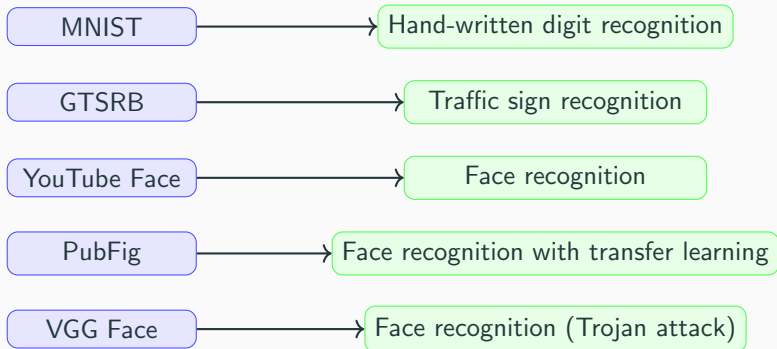 MNIST
Hand-written digit recognition
GTSRB
Traffic sign recognition
YouTube Face
Face recognition
PubFig
Face recognition with transfer learning
VGG Face
Face recognition (Trojan attack)